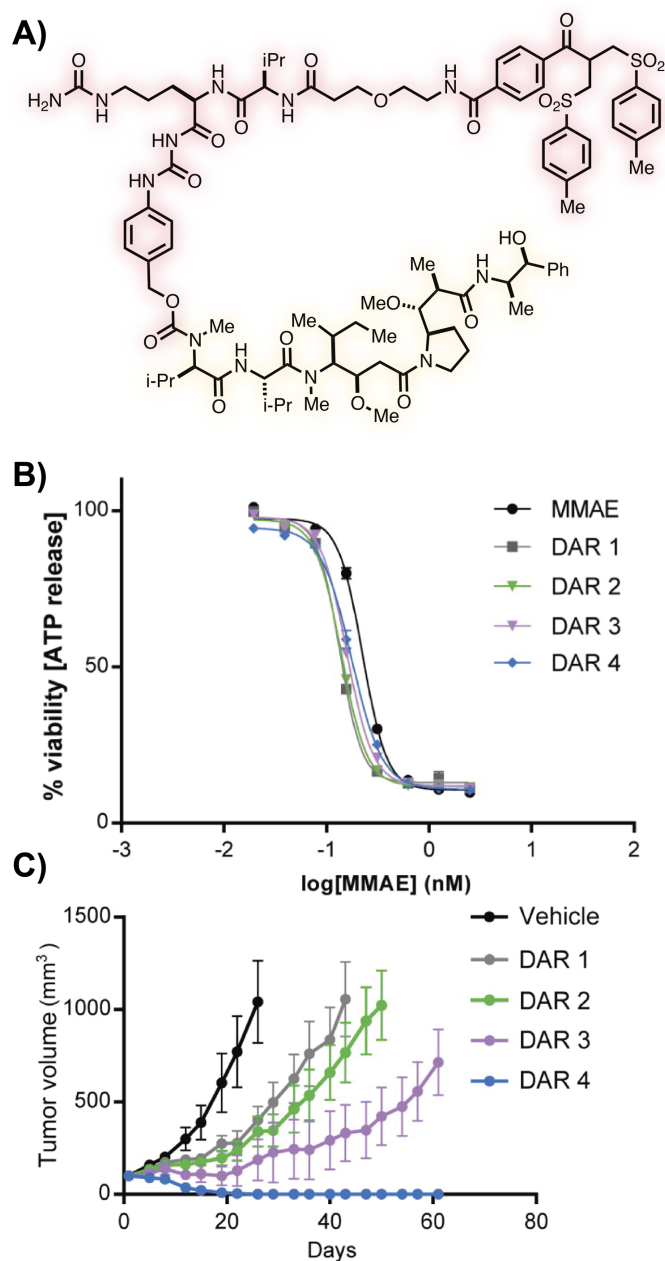 A)
O
H2N
N
H
O
H
N
iPr
O
N
H
O
O
H
N
O
O
SO2
O2S
Me
Me
HN
O
HN
O
O
O
N
Me
i-Pr
O
H
N
i-Pr
O
N
Me
Me
Me
O
Me
O
N
MeO
Me
O
H
N
HO
Ph
Me
B)
% viability [ATP release]
100
50
0
-3
-2
-1
0
1
2
log[MMAE] (nM)
MMAE
DAR 1
DAR 2
DAR 3
DAR 4
C)
Tumor volume (mm3)
1500
1000
500
0
0
20
40
60
80
Days
Vehicle
DAR 1
DAR 2
DAR 3
DAR 4